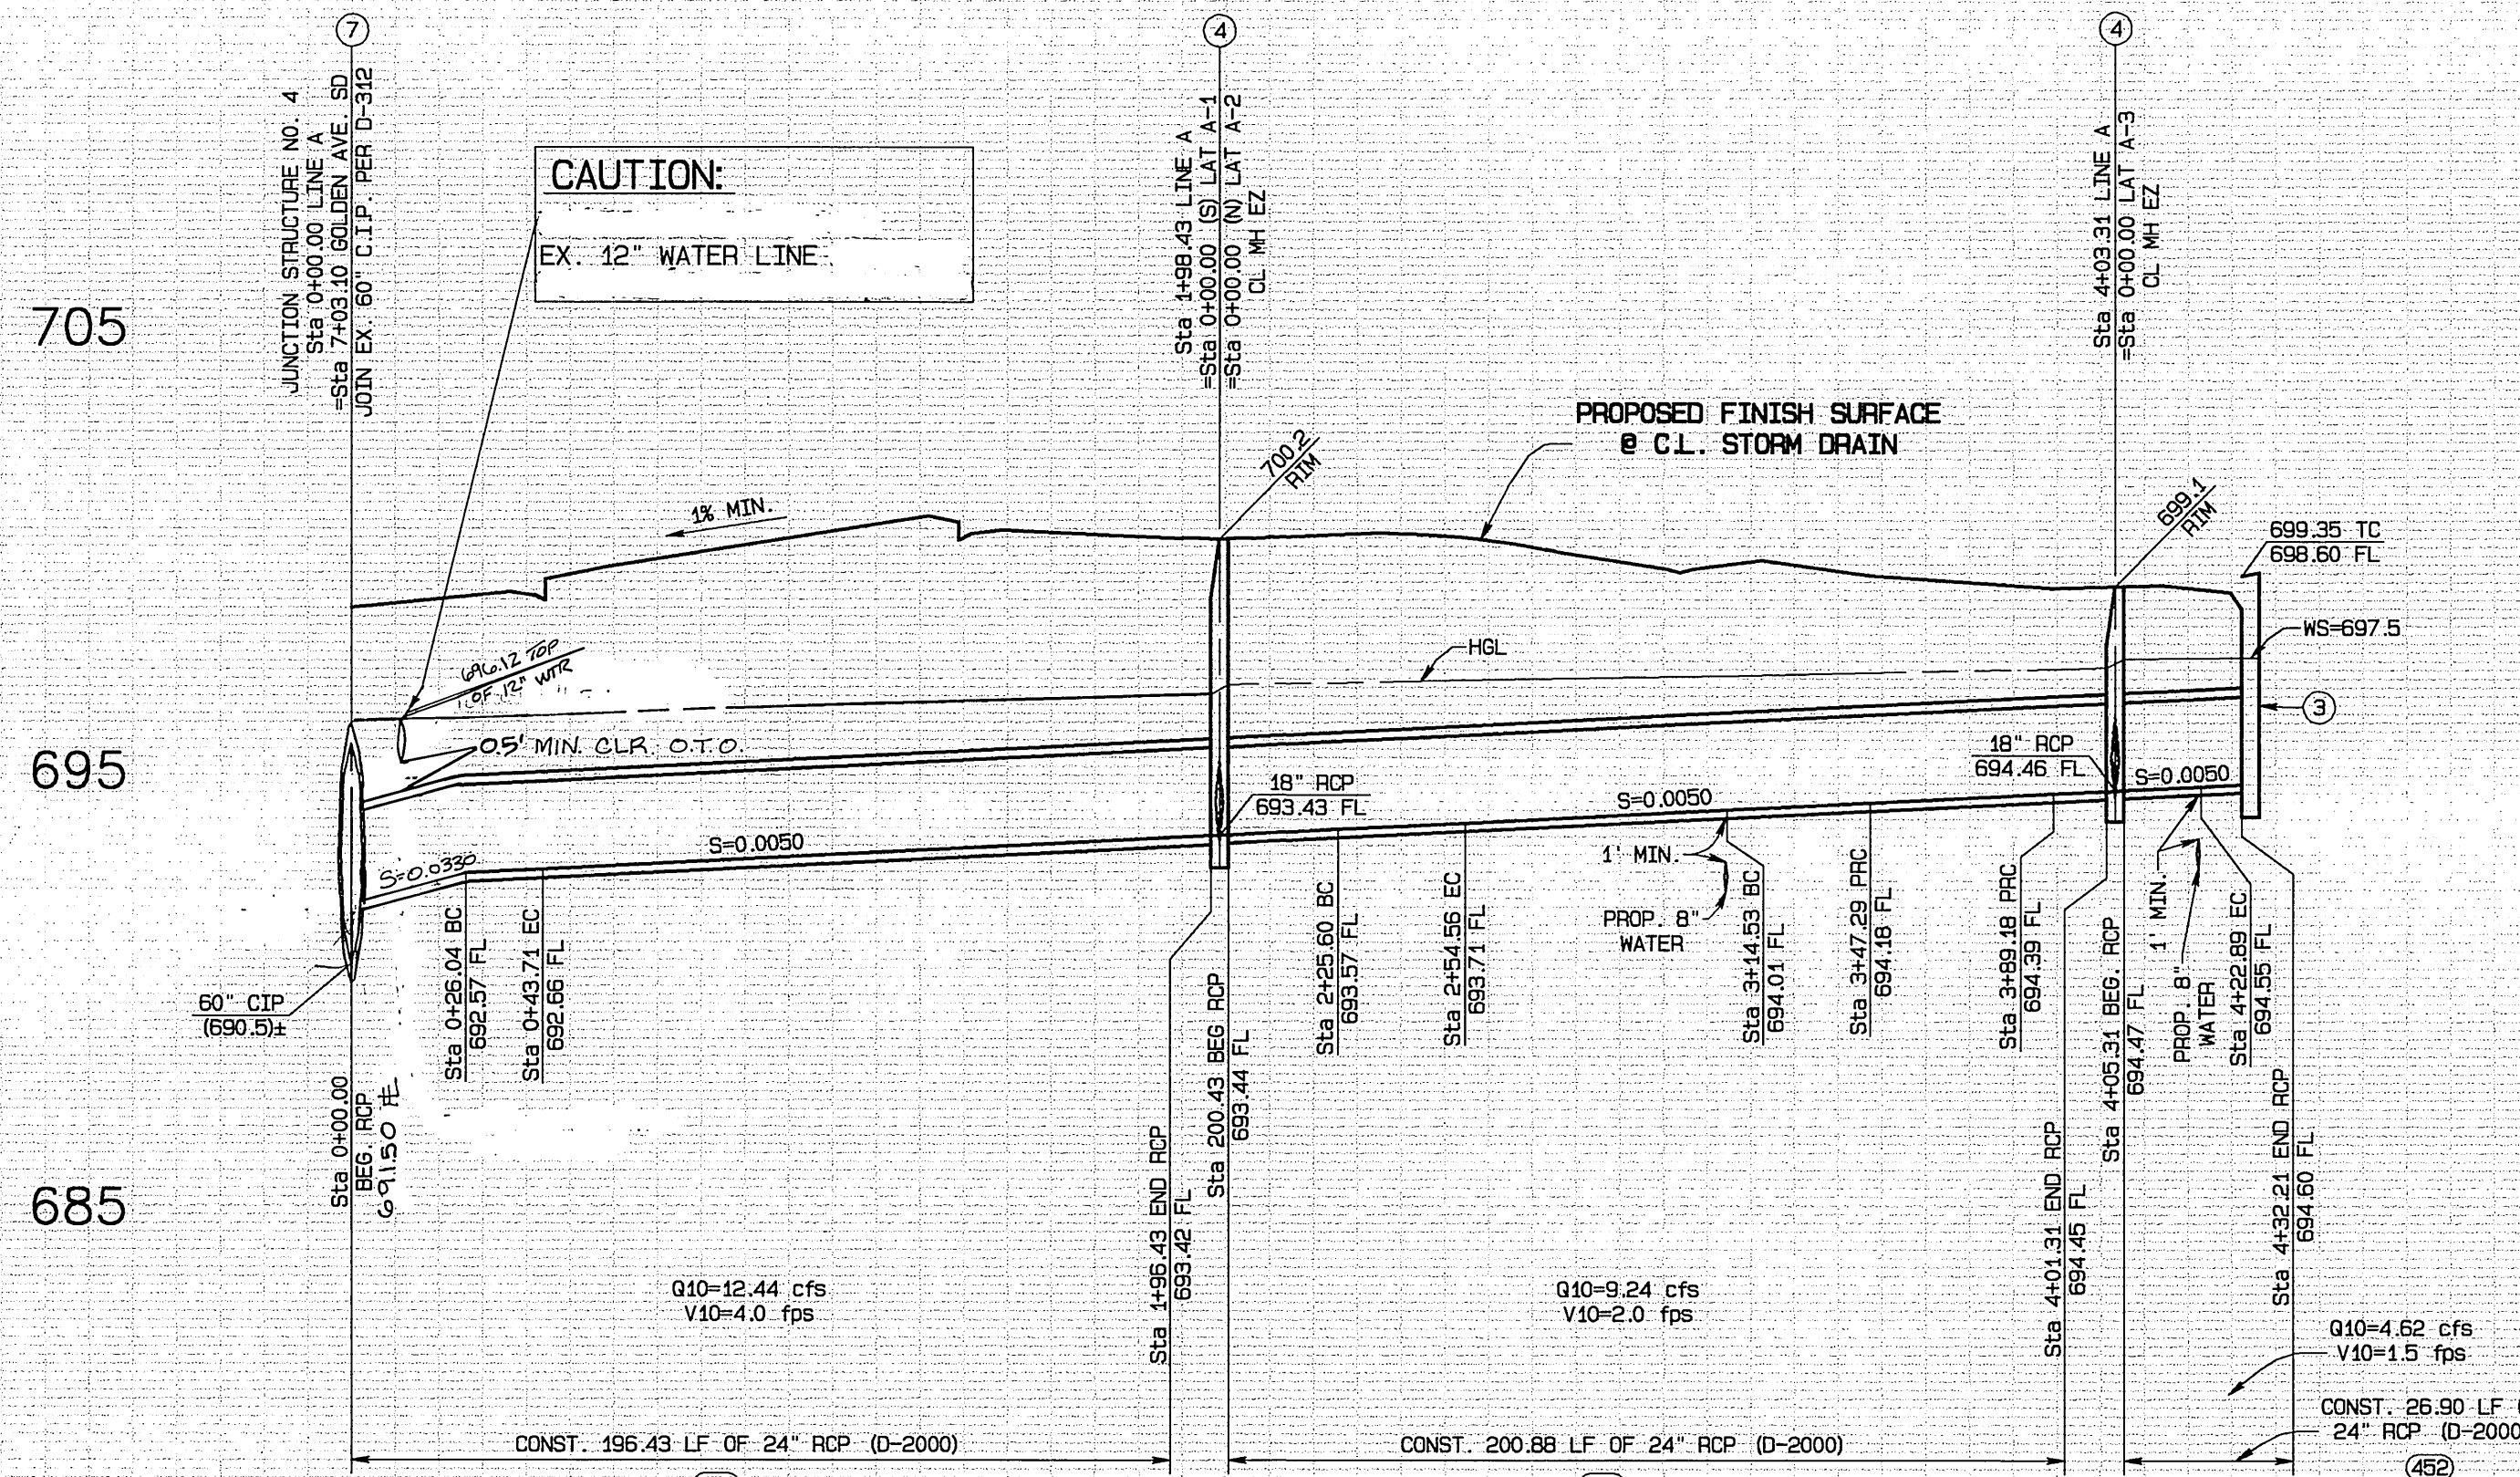 7
4
4
JUNCTION STRUCTURE NO. 4
Sta 0+00.00 LINE A
=Sta 7+03.10 GOLDEN AVE. SD
JOIN EX. 60" C.I.P. PER D-312
CAUTION:
EX. 12" WATER LINE
Sta 1+98.43 LINE A
=Sta 0+00.00 (S) LAT A-1
=Sta 0+00.00 (N) LAT A-2
CL MH EZ
Sta 4+03.31 LINE A
=Sta 0+00.00 LAT A-3
CL MH EZ
705
695
685
PROPOSED FINISH SURFACE
@ C.L. STORM DRAIN
1% MIN.
700.2
RIM
699.1
RIM
699.35 TC
698.60 FL
WS=697.5
3
HGL
696.12 TOP
OF 12" WTR
0.5' MIN. CLR. O.T.O.
18" RCP
693.43 FL
18" RCP
694.46 FL
S=0.0330
S=0.0050
S=0.0050
S=0.0050
60" CIP
(690.5)±
Sta 0+00.00
BEG. RCP
691.50 FL
Sta 0+26.04 BC
692.57 FL
Sta 0+43.71 EC
692.66 FL
Sta 1+96.43 END RCP
693.42 FL
Sta 200.43 BEG RCP
693.44 FL
Sta 2+25.60 BC
693.57 FL
Sta 2+54.56 EC
693.71 FL
1' MIN.
PROP. 8"
WATER
Sta 3+14.53 BC
694.01 FL
Sta 3+47.29 PRC
694.18 FL
Sta 3+89.18 PRC
694.39 FL
Sta 4+01.31 END RCP
694.45 FL
Sta 4+05.31 BEG. RCP
694.47 FL
1' MIN.
PROP. 8"
WATER
Sta 4+22.89 EC
694.55 FL
Sta 4+32.21 END RCP
694.60 FL
Q10=12.44 cfs
V10=4.0 fps
Q10=9.24 cfs
V10=2.0 fps
Q10=4.62 cfs
V10=1.5 fps
CONST. 196.43 LF OF 24" RCP (D-2000)
CONST. 200.88 LF OF 24" RCP (D-2000)
CONST. 26.90 LF
24" RCP (D-2000
452